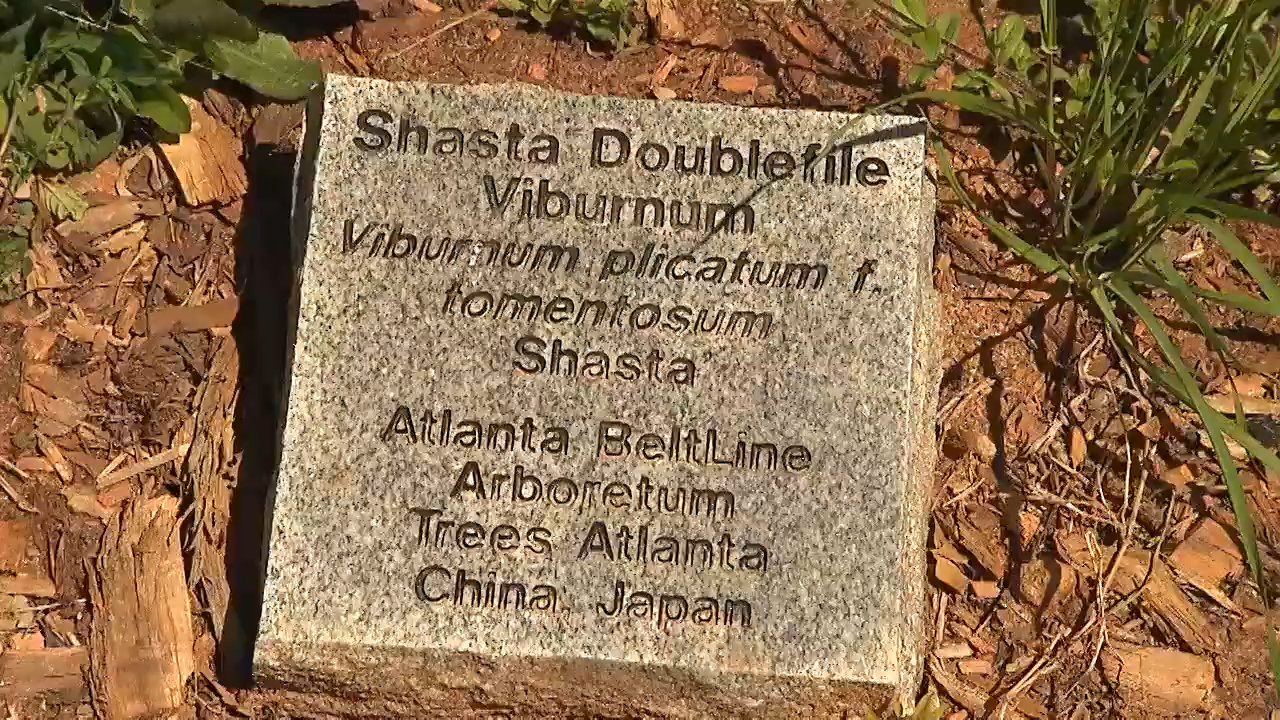 Shasta Doublefile
Viburnum
Viburnum plicatum f.
tomentosum
Shasta
Atlanta BeltLine
Arboretum
Trees Atlanta
China, Japan